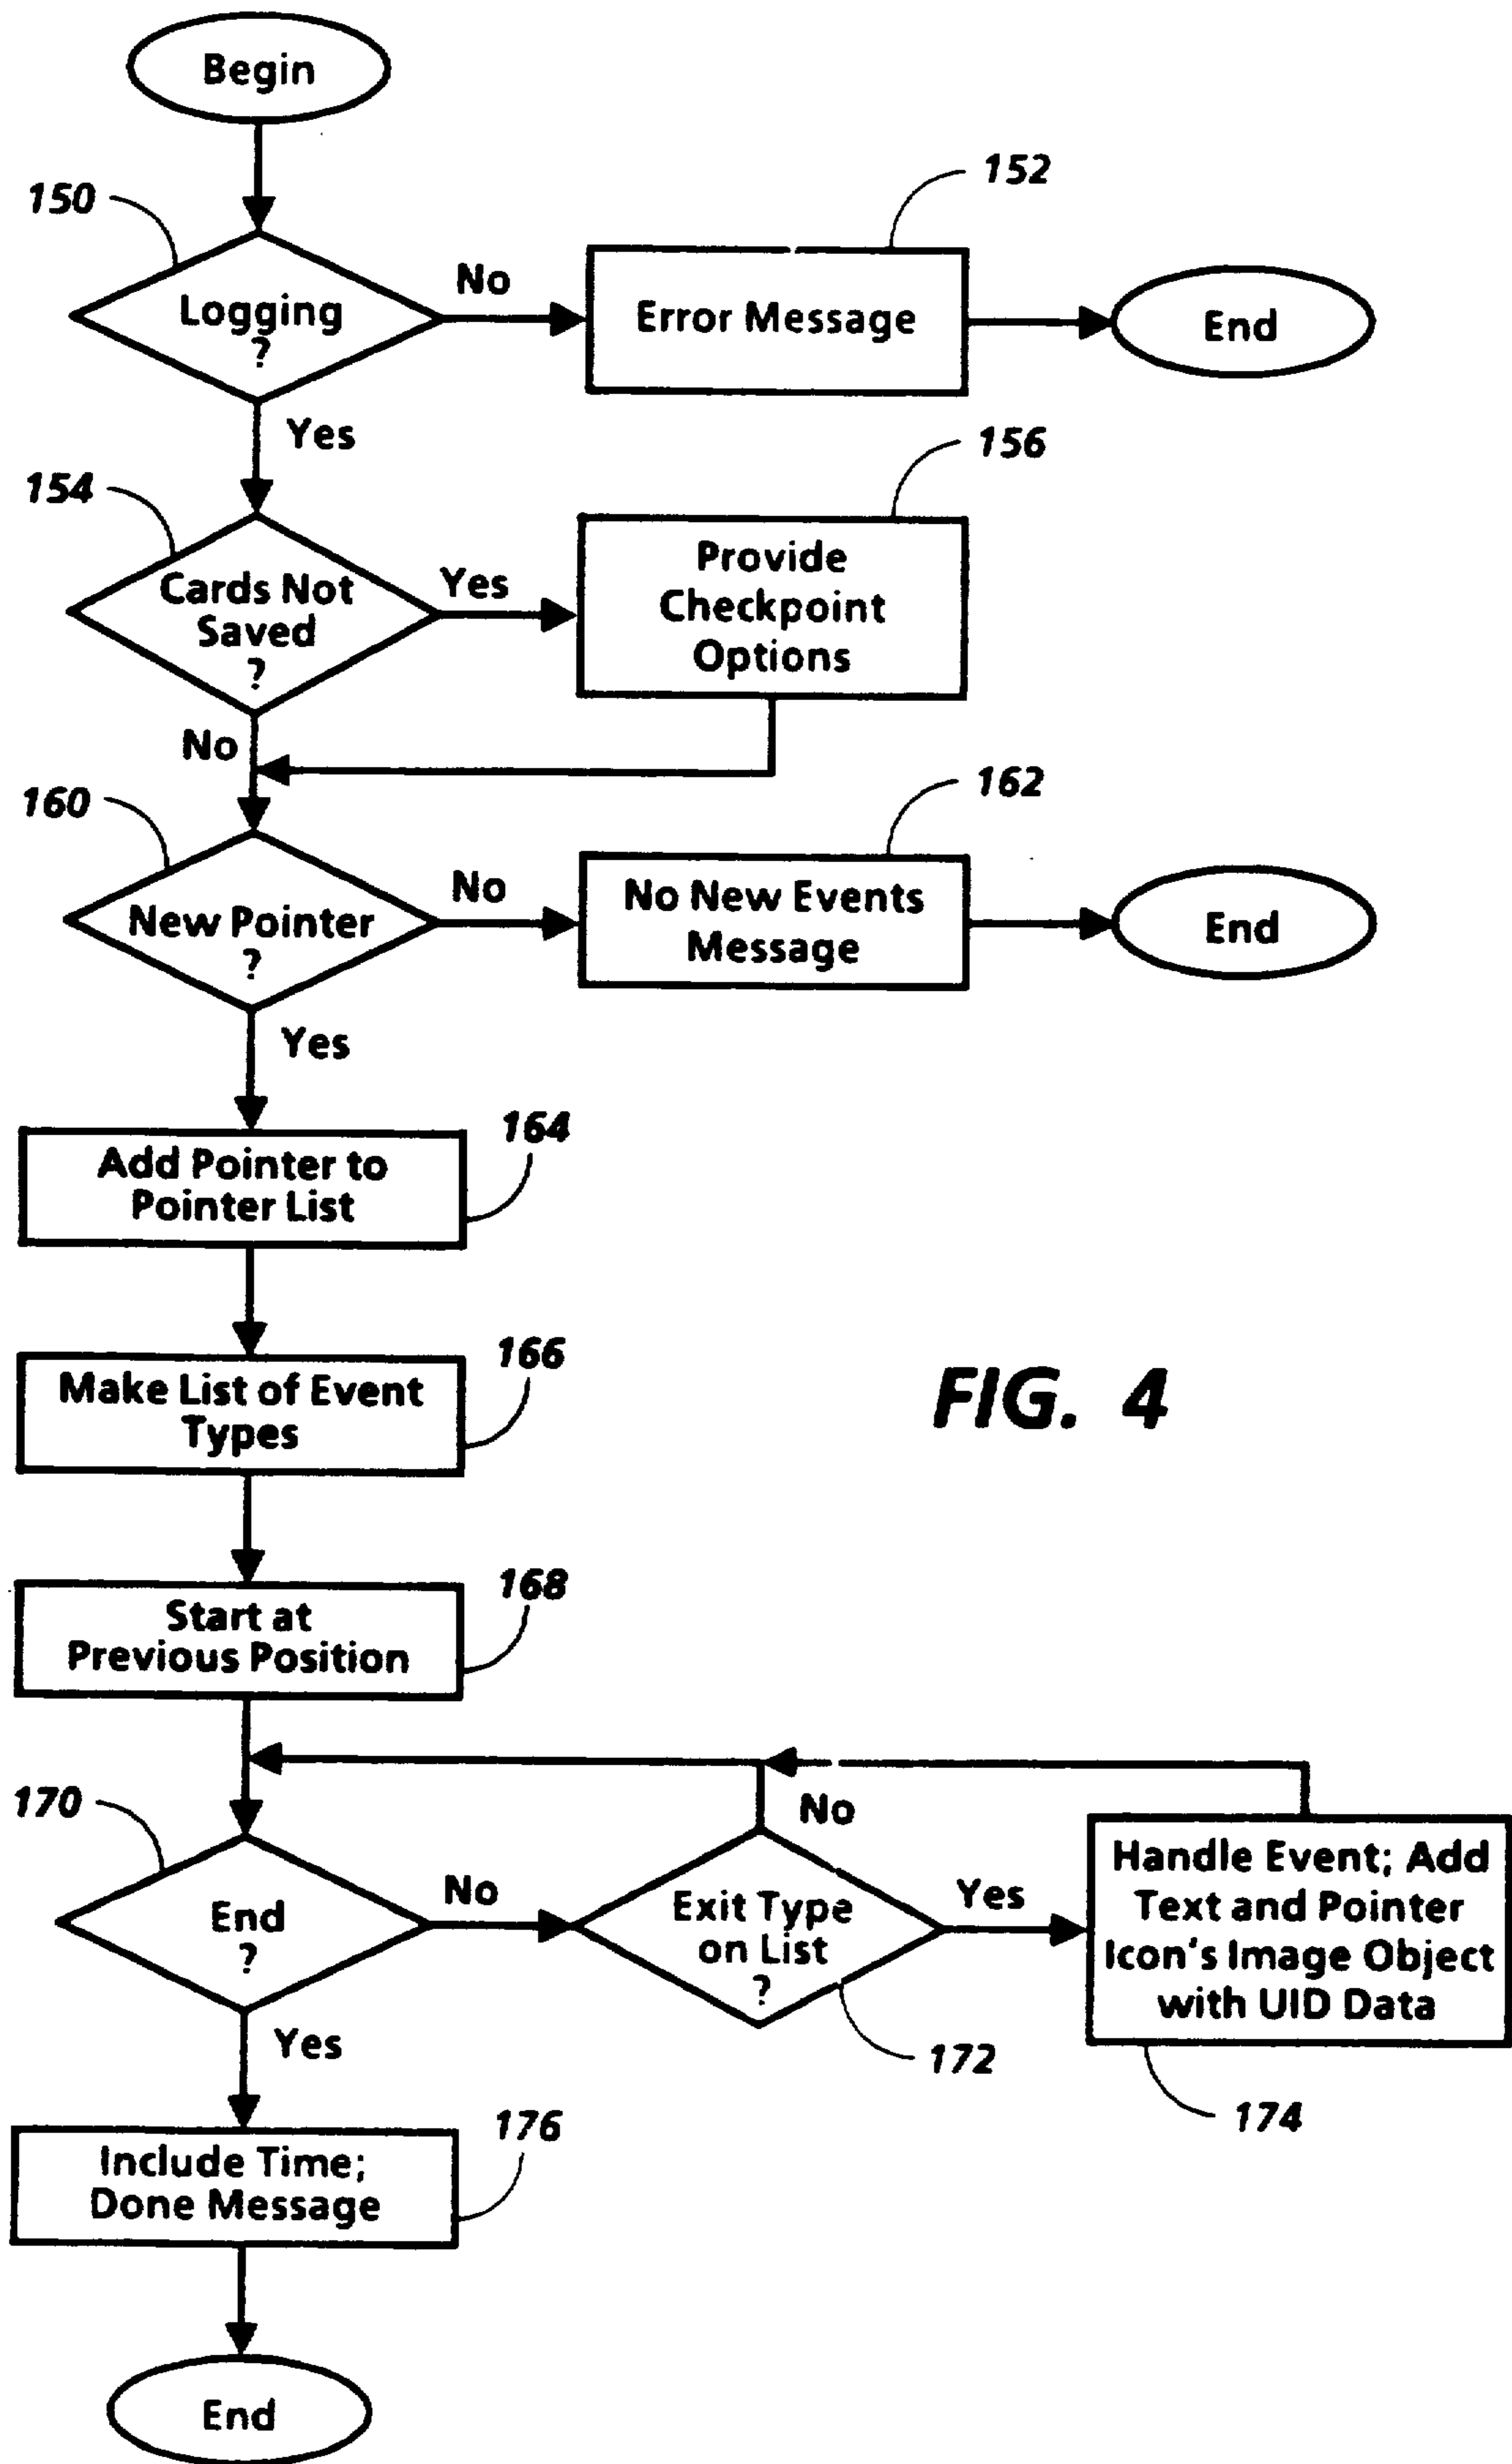 Begin
150
Logging
?
No
152
Error Message
End
Yes
154
Cards Not
Saved
?
Yes
156
Provide
Checkpoint
Options
No
160
New Pointer
?
No
162
No New Events
Message
End
Yes
164
Add Pointer to
Pointer List
166
Make List of Event
Types
FIG. 4
168
Start at
Previous Position
170
End
?
No
Exit Type
on List
?
No
172
Yes
Handle Event; Add
Text and Pointer
Icon's Image Object
with UID Data
174
Yes
176
Include Time;
Done Message
End